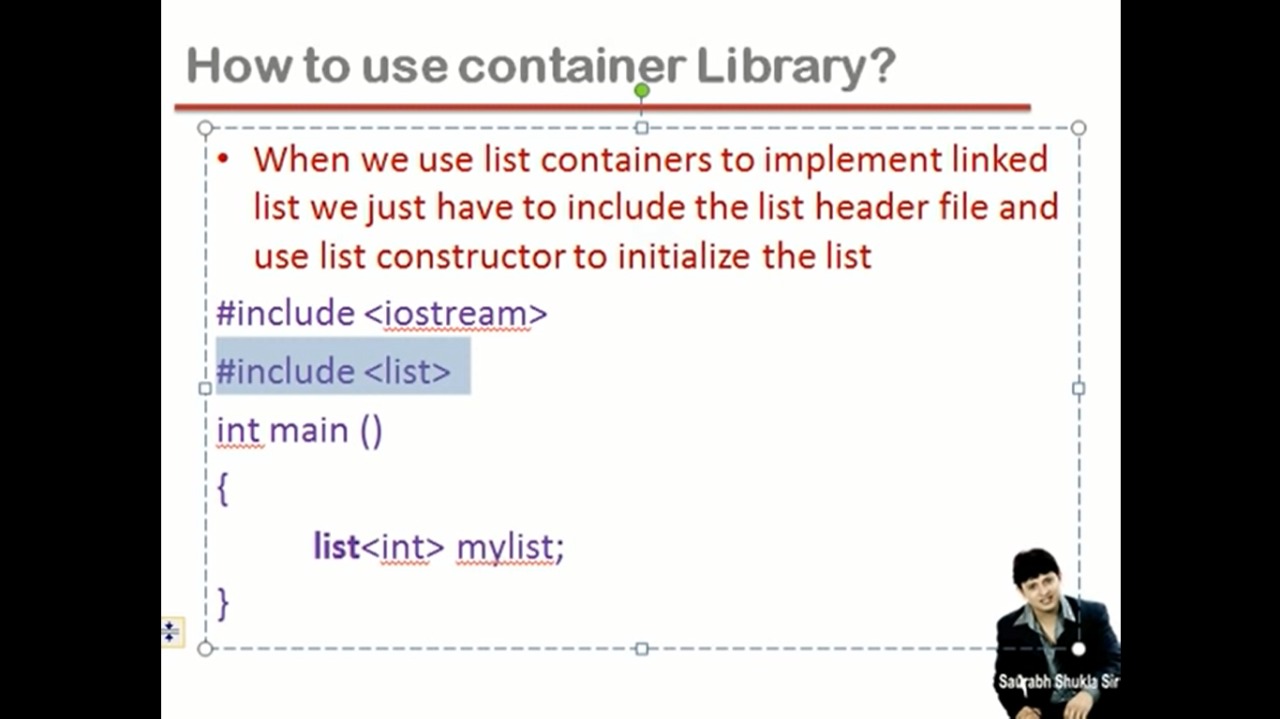 How to use container Library?
• When we use list containers to implement linked
list we just have to include the list header file and
use list constructor to initialize the list
#include <iostream>
#include <list>
int main ()
{
list<int> mylist;
}
Saurabh Shukla Sir